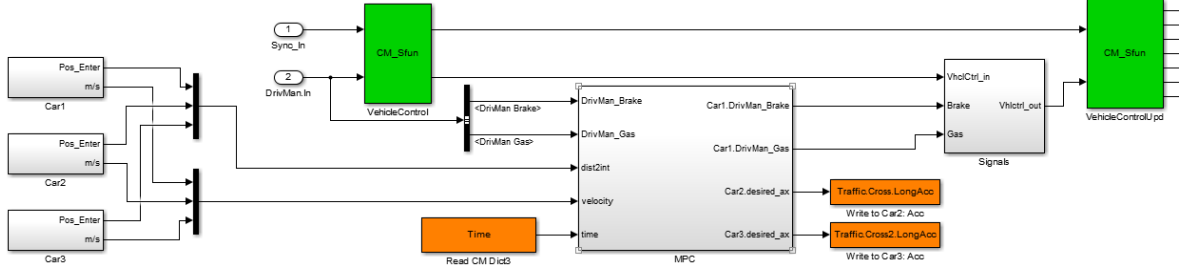 Pos_Enter
m/s
Car1
Pos_Enter
m/s
Car2
Pos_Enter
m/s
Car3
1
Sync_In
2
DrivMan.In
CM_Sfun
VehicleControl
<DrivMan Brake>
<DrivMan Gas>
Time
Read CM Dict3
DrivMan_Brake
DrivMan_Gas
dist2int
velocity
time
Car1.DrivMan_Brake
Car1.DrivMan_Gas
Car2.desired_ax
Car3.desired_ax
MPC
Traffic.Cross.LongAcc
Write to Car2: Acc
Traffic.Cross2.LongAcc
Write to Car3: Acc
VhclCtrl_in
Brake
Gas
Vhlctrl_out
Signals
CM_Sfun
VehicleControlUpd